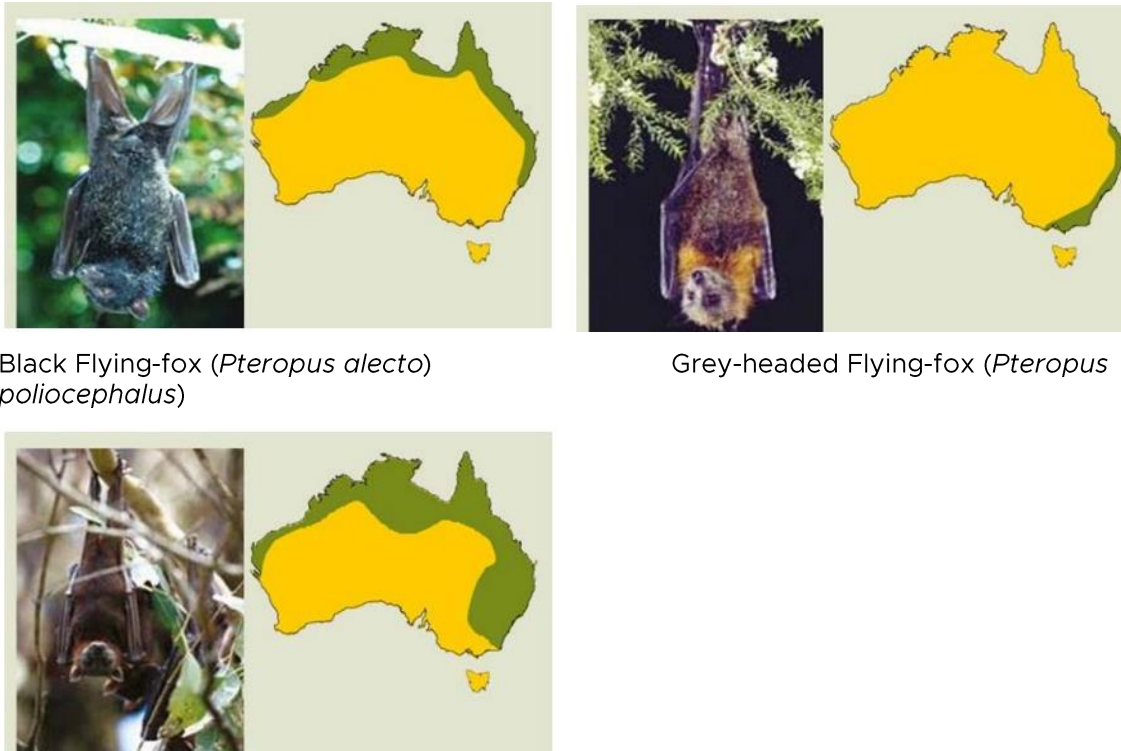 Black Flying-fox (Pteropus alecto) Grey-headed Flying-fox (Pteropus
poliocephalus)